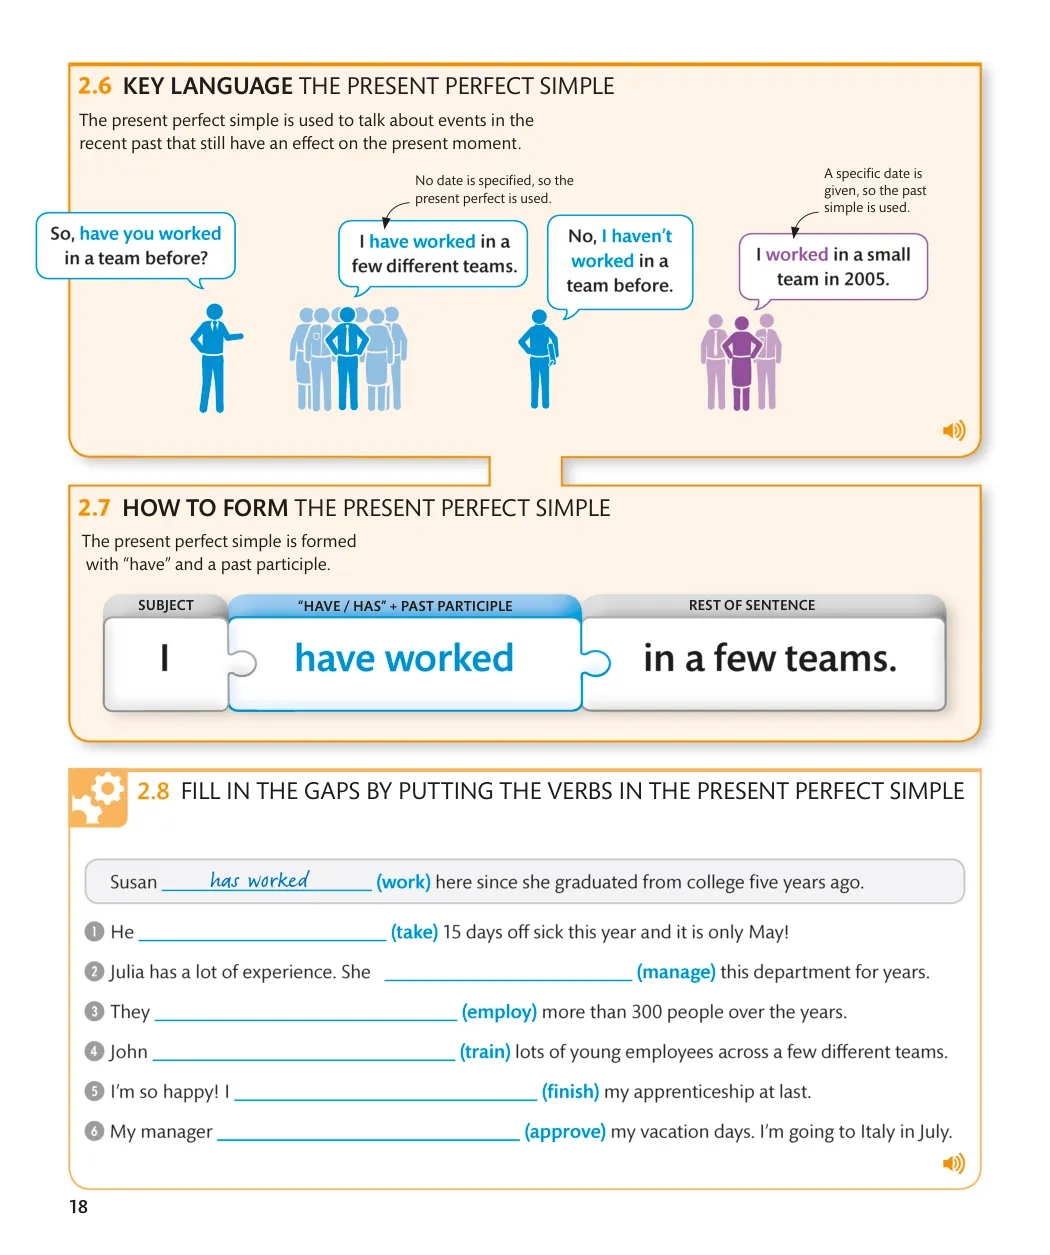 2.6 KEY LANGUAGE THE PRESENT PERFECT SIMPLE
The present perfect simple is used to talk about events in the
recent past that still have an effect on the present moment.
No date is specified, so the
present perfect is used.
A specific date is
given, so the past
simple is used.
So, have you worked
in a team before?
I have worked in a
few different teams.
No, I haven't
worked in a
team before.
I worked in a small
team in 2005.
2.7 HOW TO FORM THE PRESENT PERFECT SIMPLE
The present perfect simple is formed
with “have” and a past participle.
SUBJECT
“HAVE / HAS” + PAST PARTICIPLE
REST OF SENTENCE
I
have worked
in a few teams.
2.8 FILL IN THE GAPS BY PUTTING THE VERBS IN THE PRESENT PERFECT SIMPLE
Susan has worked (work) here since she graduated from college five years ago.
1 He (take) 15 days off sick this year and it is only May!
2 Julia has a lot of experience. She (manage) this department for years.
3 They (employ) more than 300 people over the years.
4 John (train) lots of young employees across a few different teams.
5 I'm so happy! I (finish) my apprenticeship at last.
6 My manager (approve) my vacation days. I'm going to Italy in July.
18